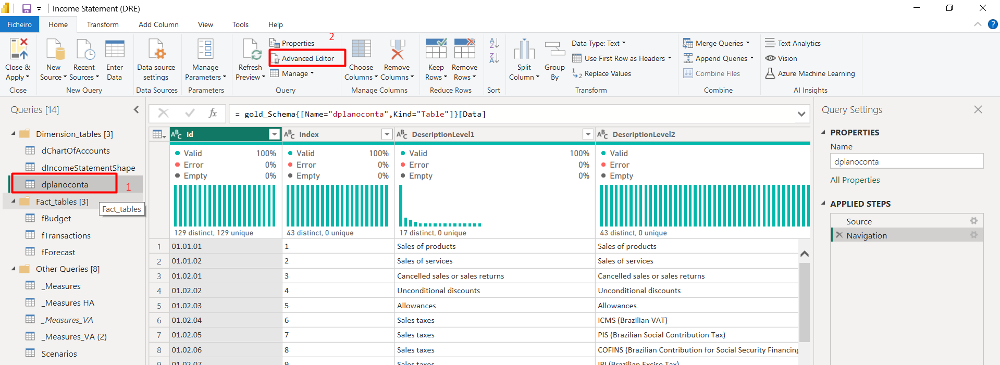 Income Statement (DRE)
Ficheiro Home Transform Add Column View Tools Help
Close & Apply
Close
New Source
Recent Sources
Enter Data
New Query
Data source settings
Data Sources
Manage Parameters
Parameters
Refresh Preview
Properties
2
Advanced Editor
Manage
Query
Choose Columns
Remove Columns
Manage Columns
Keep Rows
Remove Rows
Reduce Rows
Sort
Split Column
Group By
Data Type: Text
Use First Row as Headers
Replace Values
Transform
Merge Queries
Append Queries
Combine Files
Combine
Text Analytics
Vision
Azure Machine Learning
AI Insights
Queries [14]
Dimension_tables [3]
dChartOfAccounts
dIncomeStatementShape
dplanoconta 1
Fact_tables [3]
Fact_tables
fBudget
fTransactions
fForecast
Other Queries [8]
_Measures
_Measures HA
_Measures_VA
_Measures_VA (2)
Scenarios
= gold_Schema{[Name="dplanoconta",Kind="Table"]}[Data]
id Index DescriptionLevel1 DescriptionLevel2
Valid 100% Valid 100% Valid 100% Valid
Error 0% Error 0% Error 0% Error
Empty 0% Empty 0% Empty 0% Empty
129 distinct, 129 unique 43 distinct, 0 unique 17 distinct, 0 unique 43 distinct, 0 unique
1 01.01.01 1 Sales of products Sales of products
2 01.01.02 2 Sales of services Sales of services
3 01.02.01 3 Cancelled sales or sales returns Cancelled sales or sales returns
4 01.02.02 4 Unconditional discounts Unconditional discounts
5 01.02.03 5 Allowances Allowances
6 01.02.04 6 Sales taxes ICMS (Brazilian VAT)
7 01.02.05 7 Sales taxes PIS (Brazilian Social Contribution Tax)
8 01.02.06 8 Sales taxes COFINS (Brazilian Contribution for Social Security Financing
9 01.02.07 9 Sales taxes IPI (Brazilian Excise Tax)
Query Settings
PROPERTIES
Name
dplanoconta
All Properties
APPLIED STEPS
Source
Navigation